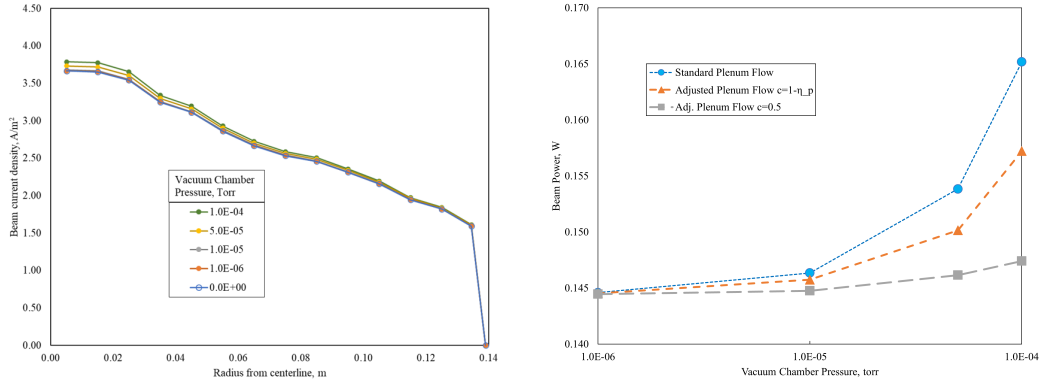 4.50
4.00
3.50
3.00
2.50
2.00
1.50
1.00
0.50
0.00
Beam current density, A/m²
Vacuum Chamber
Pressure, Torr
1.0E-04
5.0E-05
1.0E-05
1.0E-06
0.0E+00
0.00
0.02
0.04
0.06
0.08
0.10
0.12
0.14
Radius from centerline, m
0.170
0.165
0.160
0.155
0.150
0.145
0.140
Beam Power, W
Standard Plenum Flow
Adjusted Plenum Flow c=1-η_p
Adj. Plenum Flow c=0.5
1.0E-06
1.0E-05
1.0E-04
Vacuum Chamber Pressure, torr